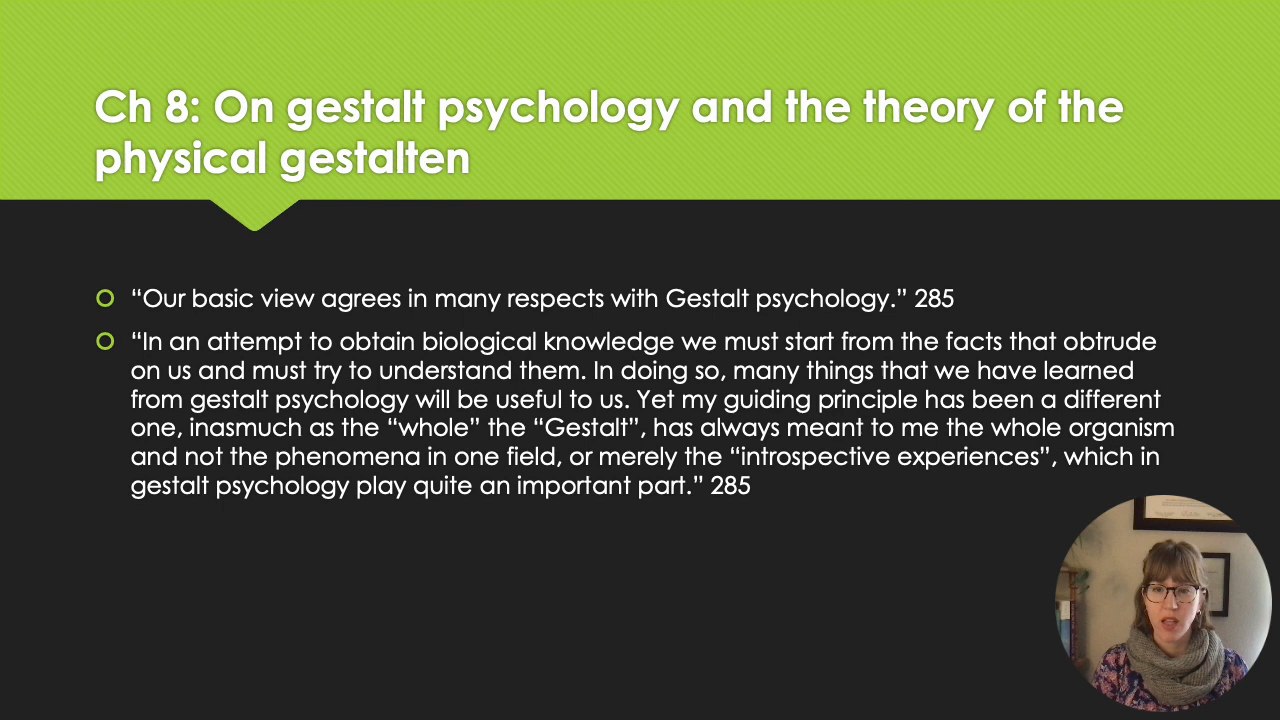 Ch 8: On gestalt psychology and the theory of the
physical gestalten
“Our basic view agrees in many respects with Gestalt psychology.” 285
“In an attempt to obtain biological knowledge we must start from the facts that obtrude
on us and must try to understand them. In doing so, many things that we have learned
from gestalt psychology will be useful to us. Yet my guiding principle has been a different
one, inasmuch as the “whole” the “Gestalt”, has always meant to me the whole organism
and not the phenomena in one field, or merely the “introspective experiences”, which in
gestalt psychology play quite an important part.” 285